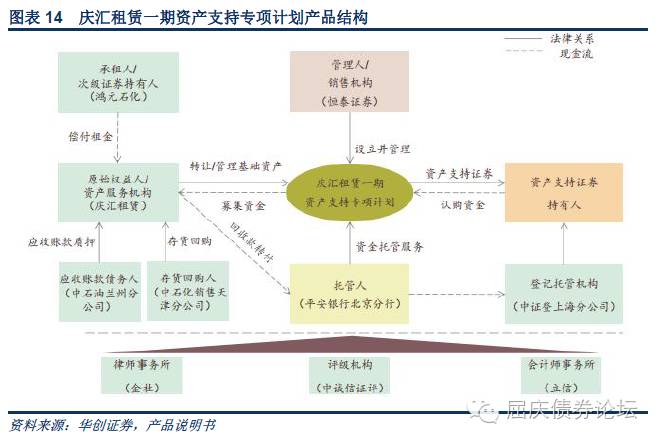 图表 14 庆汇租赁一期资产支持专项计划产品结构
法律关系
现金流
承租人/
次级证券持有人
（鸿元石化）
管理人/
销售机构
（恒泰证券）
偿付租金
设立并管理
原始权益人/
资产服务机构
（庆汇租赁）
转让/管理基础资产
募集资金
庆汇租赁一期
资产支持专项计划
资产支持证券
认购资金
资产支持证券
持有人
应收账款质押
存货回购
回收款转付
资金托管服务
应收账款债务人
（中石油兰州分
公司）
存货回购人
（中石化销售天
津分公司）
托管人
（平安银行北京分行）
登记托管机构
（中证登上海分公司）
律师事务所
（金杜）
评级机构
（中诚信证评）
会计师事务所
（立信）
屈庆债券论坛
资料来源：华创证券，产品说明书